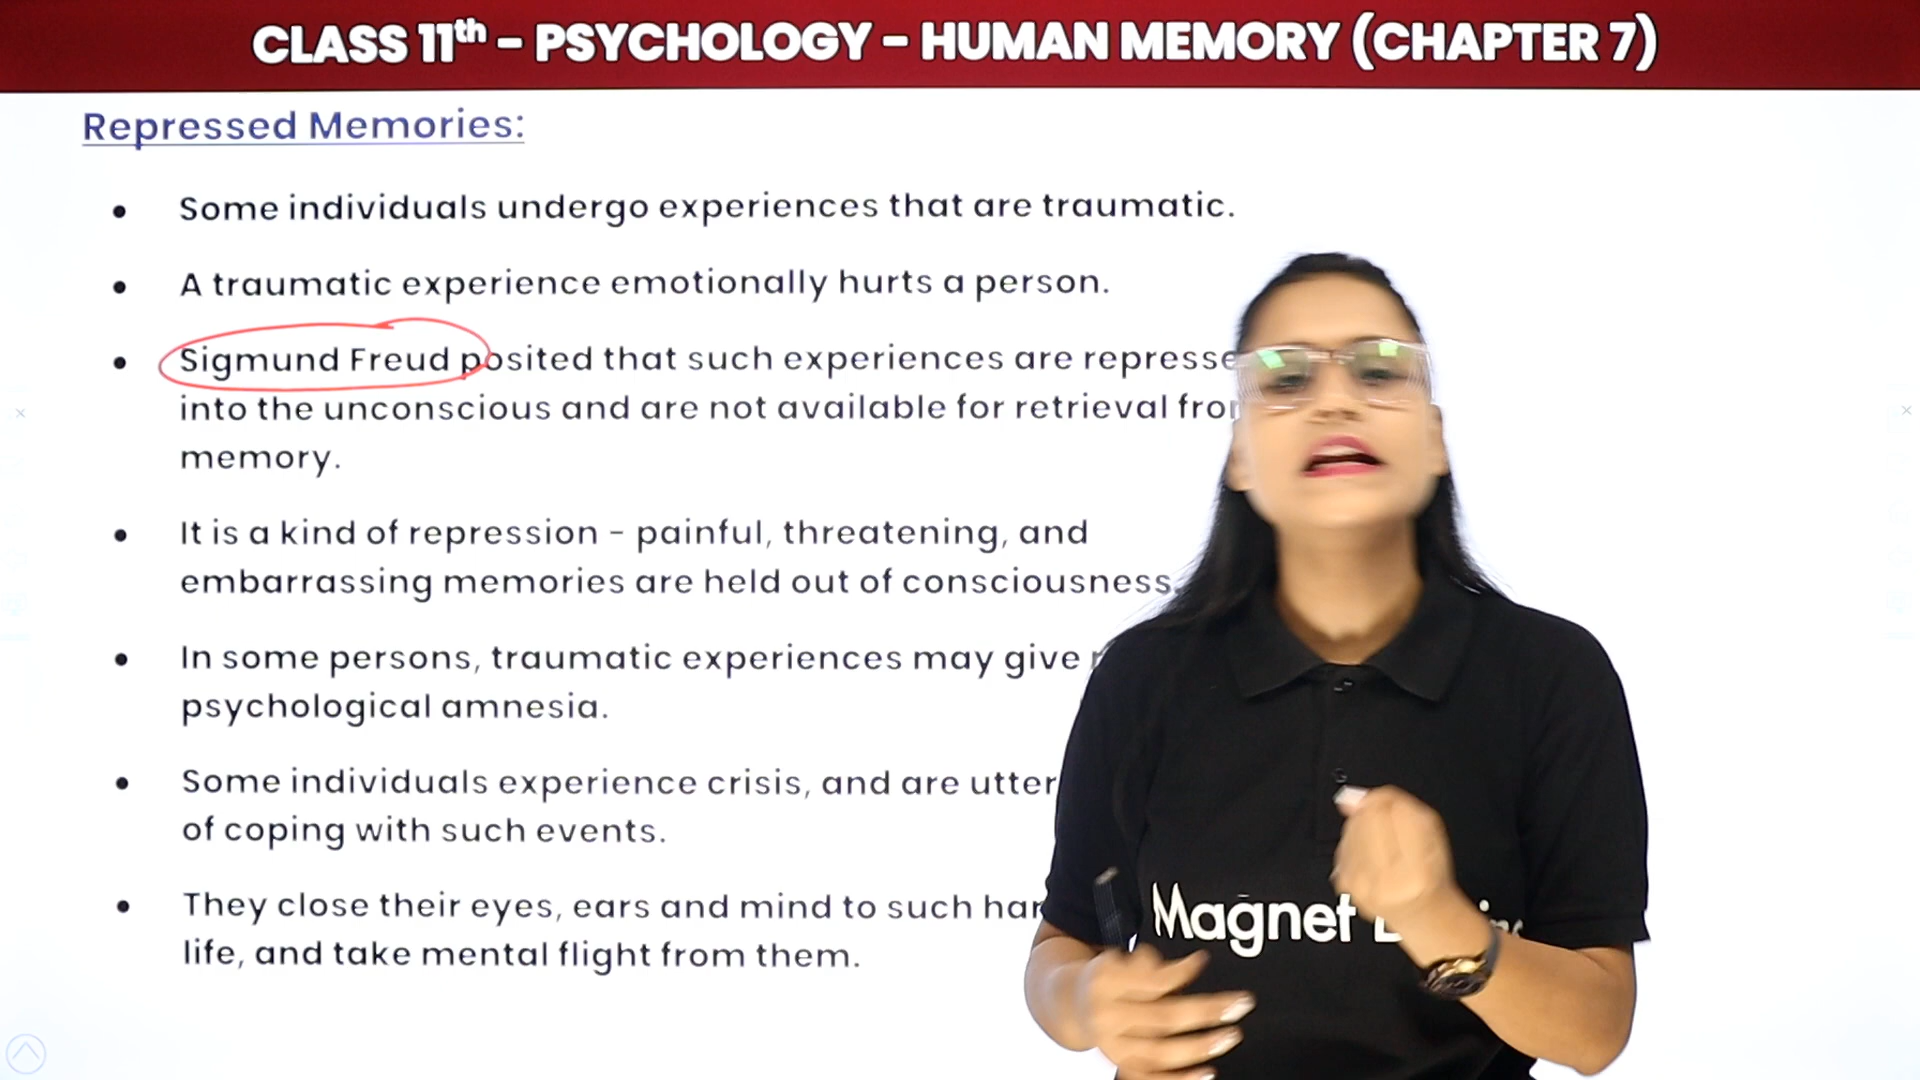 CLASS 11th – PSYCHOLOGY – HUMAN MEMORY (CHAPTER 7)
Repressed Memories:
• Some individuals undergo experiences that are traumatic.
• A traumatic experience emotionally hurts a person.
• Sigmund Freud posited that such experiences are represse
into the unconscious and are not available for retrieval from
memory.
• It is a kind of repression – painful, threatening, and
embarrassing memories are held out of consciousness.
• In some persons, traumatic experiences may give
psychological amnesia.
• Some individuals experience crisis, and are utter
of coping with such events.
• They close their eyes, ears and mind to such har
life, and take mental flight from them.
Magnet